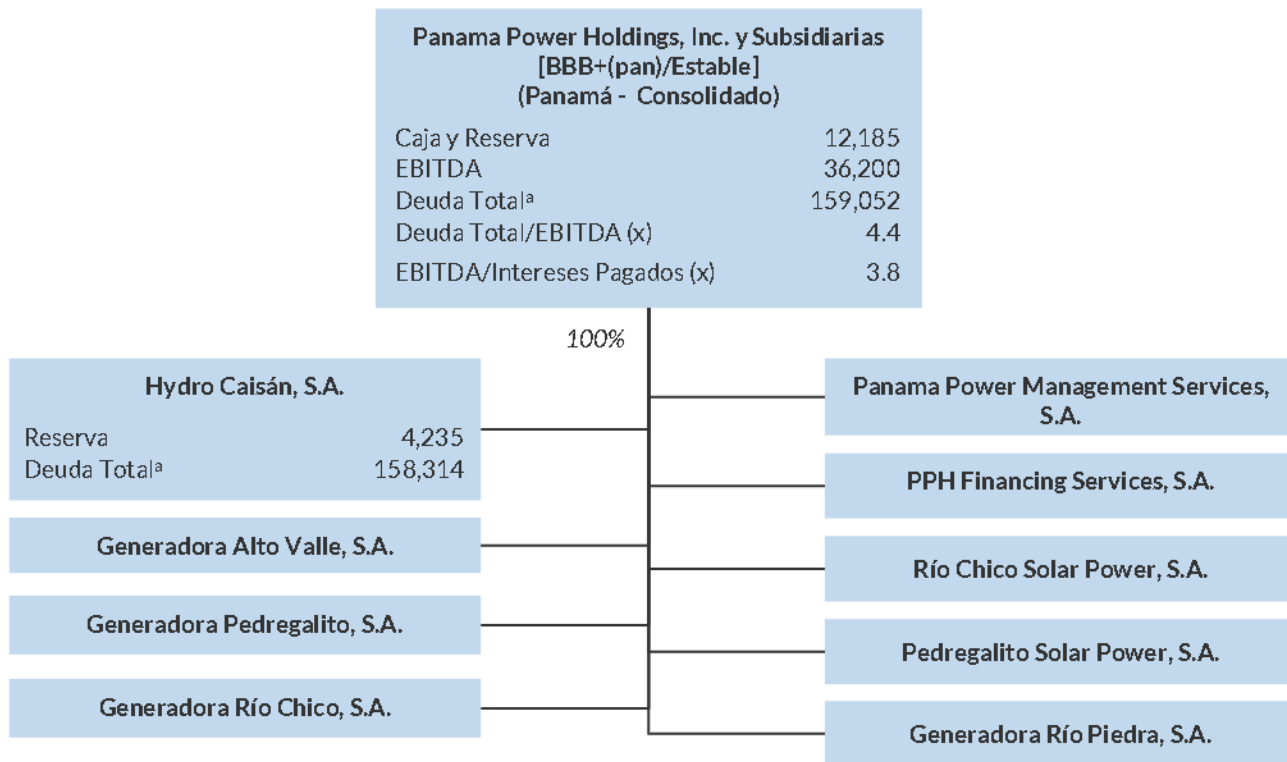 Panama Power Holdings, Inc. y Subsidiarias
[BBB+(pan)/Estable]
(Panamá - Consolidado)
Caja y Reserva 12,185
EBITDA 36,200
Deuda Totalª 159,052
Deuda Total/EBITDA (x) 4.4
EBITDA/Intereses Pagados (x) 3.8
100%
Hydro Caisán, S.A.
Reserva 4,235
Deuda Totalª 158,314
Generadora Alto Valle, S.A.
Generadora Pedregalito, S.A.
Generadora Río Chico, S.A.
Panama Power Management Services,
S.A.
PPH Financing Services, S.A.
Río Chico Solar Power, S.A.
Pedregalito Solar Power, S.A.
Generadora Río Piedra, S.A.